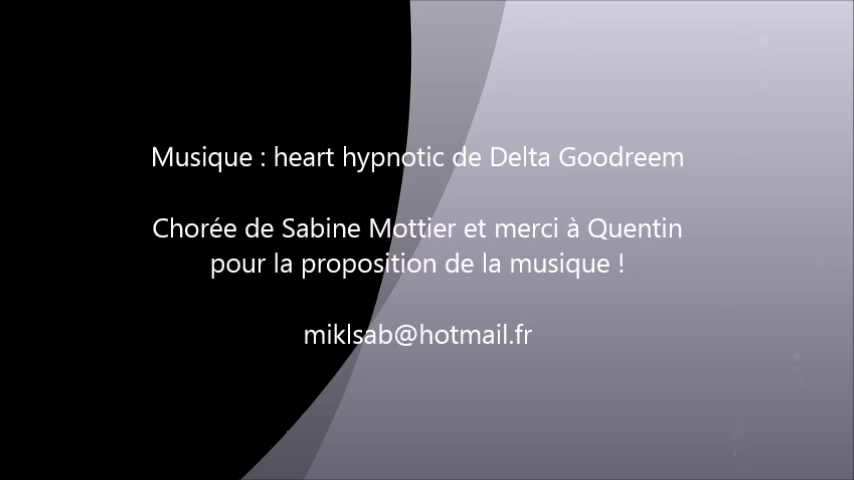 Musique : heart hypnotic de Delta Goodreem
Chorée de Sabine Mottier et merci à Quentin
pour la proposition de la musique !
miklsab@hotmail.fr